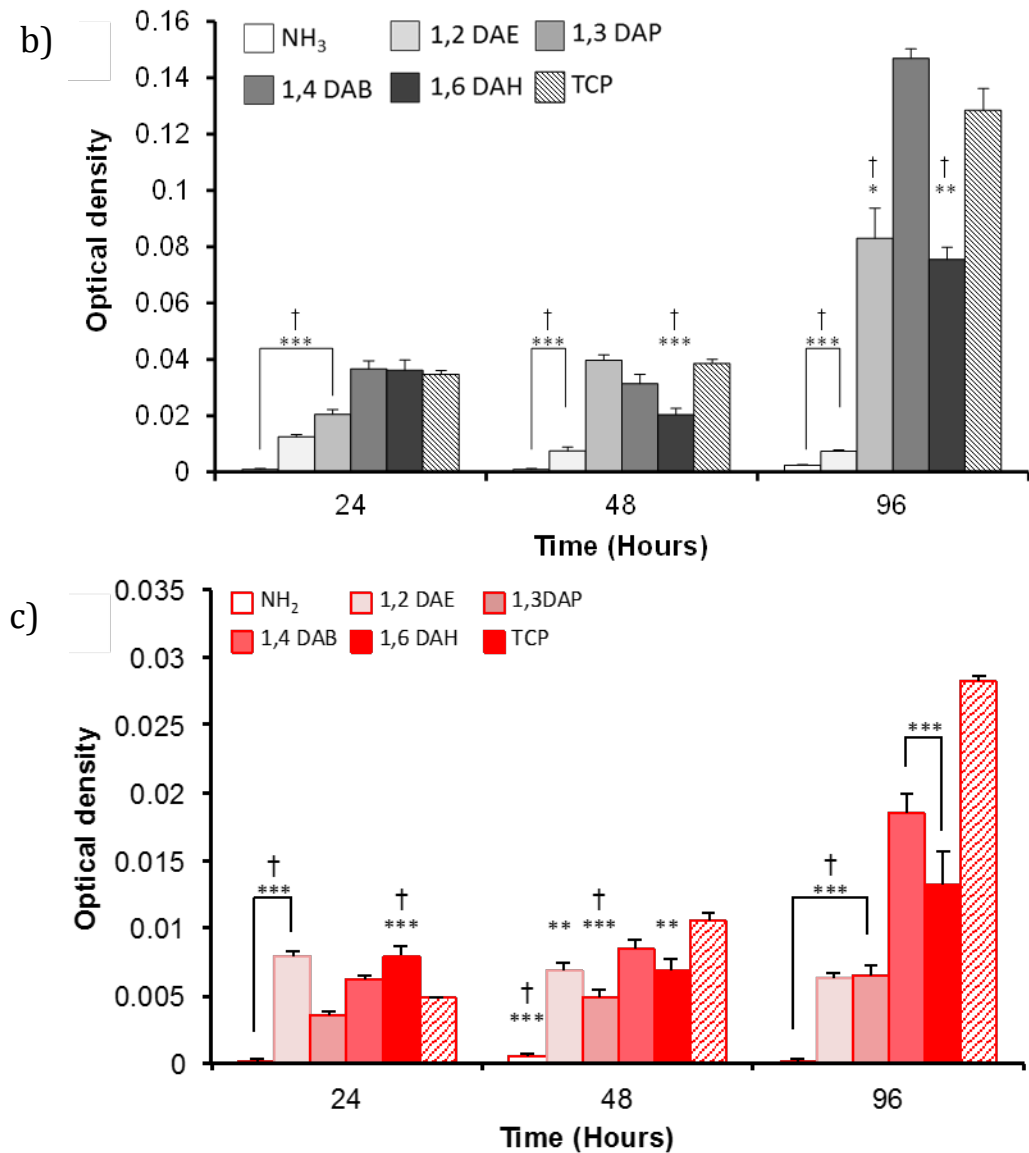 b)
0.16
0.14
0.12
0.1
0.08
0.06
0.04
0.02
0
Optical density
NH₃
1,2 DAE
1,3 DAP
1,4 DAB
1,6 DAH
TCP
†
***
†
***
†
***
†
***
†
*
†
**
24
48
96
Time (Hours)
c)
0.035
0.03
0.025
0.02
0.015
0.01
0.005
0
Optical density
NH₂
1,2 DAE
1,3DAP
1,4 DAB
1,6 DAH
TCP
†
***
†
***
†
***
**
†
***
**
†
***
***
24
48
96
Time (Hours)